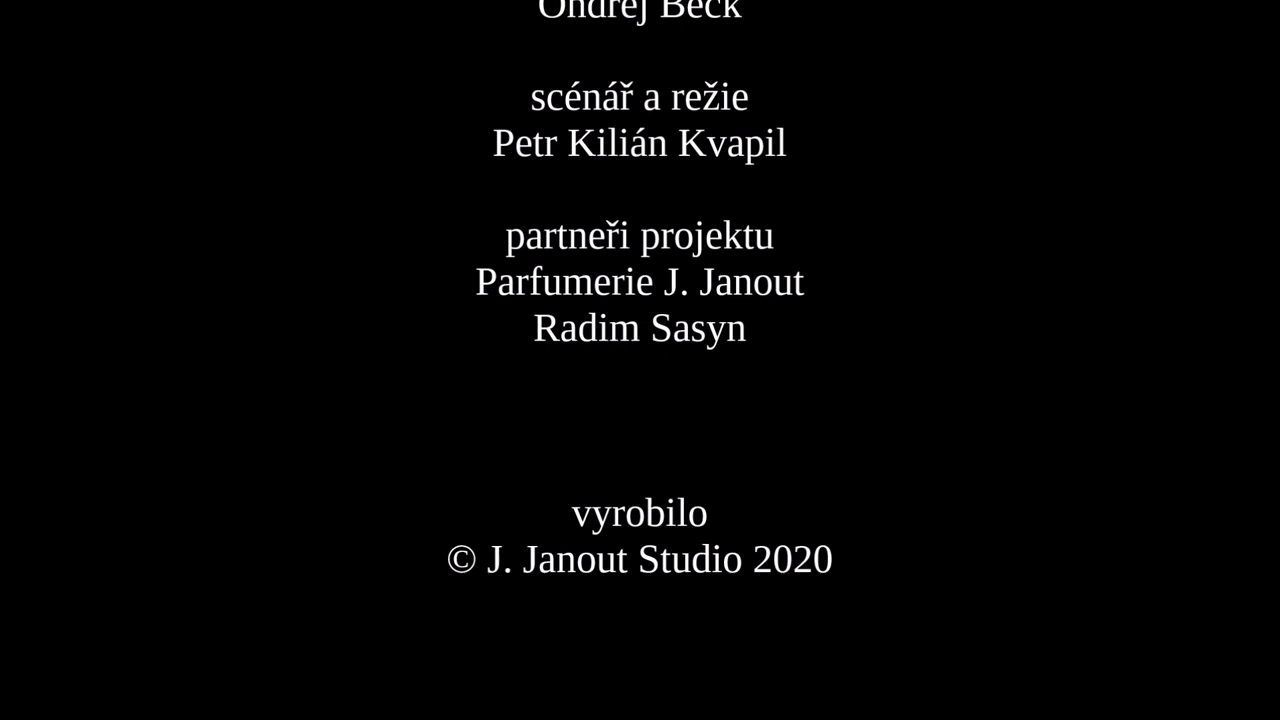 Ondřej Beck
scénář a režie
Petr Kilián Kvapil
partneři projektu
Parfumerie J. Janout
Radim Sasyn
vyrobilo
© J. Janout Studio 2020